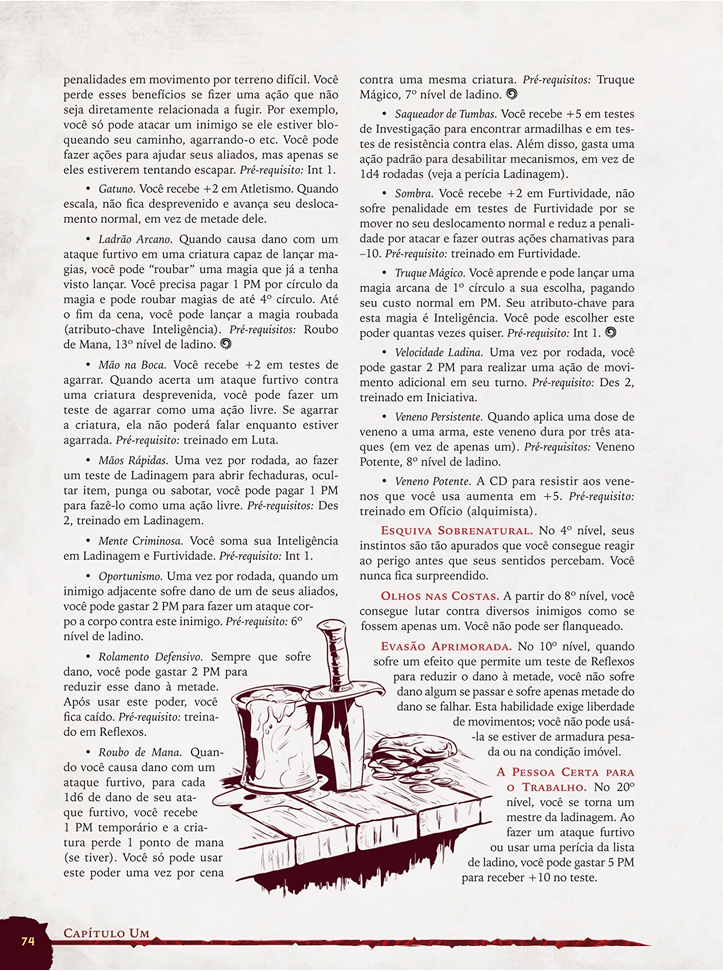 penalidades em movimento por terreno difícil. Você
perde esses benefícios se fizer uma ação que não
seja diretamente relacionada a fugir. Por exemplo,
você só pode atacar um inimigo se ele estiver blo-
queando seu caminho, agarrando-o etc. Você pode
fazer ações para ajudar seus aliados, mas apenas se
eles estiverem tentando escapar. Pré-requisito: Int 1.
• Gatuno. Você recebe +2 em Atletismo. Quando
escala, não fica desprevenido e avança seu desloca-
mento normal, em vez de metade dele.
• Ladrão Arcano. Quando causa dano com um
ataque furtivo em uma criatura capaz de lançar ma-
gias, você pode “roubar” uma magia que já a tenha
visto lançar. Você precisa pagar 1 PM por círculo da
magia e pode roubar magias de até 4º círculo. Até
o fim da cena, você pode lançar a magia roubada
(atributo-chave Inteligência). Pré-requisitos: Roubo
de Mana, 13º nível de ladino.
• Mão na Boca. Você recebe +2 em testes de
agarrar. Quando acerta um ataque furtivo contra
uma criatura desprevenida, você pode fazer um
teste de agarrar como uma ação livre. Se agarrar
a criatura, ela não poderá falar enquanto estiver
agarrada. Pré-requisito: treinado em Luta.
• Mãos Rápidas. Uma vez por rodada, ao fazer
um teste de Ladinagem para abrir fechaduras, ocul-
tar item, punga ou sabotar, você pode pagar 1 PM
para fazê-lo como uma ação livre. Pré-requisitos: Des
2, treinado em Ladinagem.
• Mente Criminosa. Você soma sua Inteligência
em Ladinagem e Furtividade. Pré-requisito: Int 1.
• Oportunismo. Uma vez por rodada, quando um
inimigo adjacente sofre dano de um de seus aliados,
você pode gastar 2 PM para fazer um ataque cor-
po a corpo contra este inimigo. Pré-requisito: 6º
nível de ladino.
• Rolamento Defensivo. Sempre que sofre
dano, você pode gastar 2 PM para
reduzir esse dano à metade.
Após usar este poder, você
fica caído. Pré-requisito: treina-
do em Reflexos.
• Roubo de Mana. Quan-
do você causa dano com um
ataque furtivo, para cada
1d6 de dano de seu ata-
que furtivo, você recebe
1 PM temporário e a cria-
tura perde 1 ponto de mana
(se tiver). Você só pode usar
este poder uma vez por cena
contra uma mesma criatura. Pré-requisitos: Truque
Mágico, 7º nível de ladino.
• Saqueador de Tumbas. Você recebe +5 em testes
de Investigação para encontrar armadilhas e em tes-
tes de resistência contra elas. Além disso, gasta uma
ação padrão para desabilitar mecanismos, em vez de
1d4 rodadas (veja a perícia Ladinagem).
• Sombra. Você recebe +2 em Furtividade, não
sofre penalidade em testes de Furtividade por se
mover no seu deslocamento normal e reduz a penali-
dade por atacar e fazer outras ações chamativas para
–10. Pré-requisito: treinado em Furtividade.
• Truque Mágico. Você aprende e pode lançar uma
magia arcana de 1º círculo a sua escolha, pagando
seu custo normal em PM. Seu atributo-chave para
esta magia é Inteligência. Você pode escolher este
poder quantas vezes quiser. Pré-requisito: Int 1.
• Velocidade Ladina. Uma vez por rodada, você
pode gastar 2 PM para realizar uma ação de movi-
mento adicional em seu turno. Pré-requisito: Des 2,
treinado em Iniciativa.
• Veneno Persistente. Quando aplica uma dose de
veneno a uma arma, este veneno dura por três ata-
ques (em vez de apenas um). Pré-requisitos: Veneno
Potente, 8º nível de ladino.
• Veneno Potente. A CD para resistir aos vene-
nos que você usa aumenta em +5. Pré-requisito:
treinado em Ofício (alquimista).
Esquiva Sobrenatural. No 4º nível, seus
instintos são tão apurados que você consegue reagir
ao perigo antes que seus sentidos percebam. Você
nunca fica surpreendido.
Olhos nas Costas. A partir do 8º nível, você
consegue lutar contra diversos inimigos como se
fossem apenas um. Você não pode ser flanqueado.
Evasão Aprimorada. No 10º nível, quando
sofre um efeito que permite um teste de Reflexos
para reduzir o dano à metade, você não sofre
dano algum se passar e sofre apenas metade do
dano se falhar. Esta habilidade exige liberdade
de movimentos; você não pode usá-
-la se estiver de armadura pesa-
da ou na condição imóvel.
A Pessoa Certa para
o Trabalho. No 20º
nível, você se torna um
mestre da ladinagem. Ao
fazer um ataque furtivo
ou usar uma perícia da lista
de ladino, você pode gastar 5 PM
para receber +10 no teste.
74
Capítulo Um